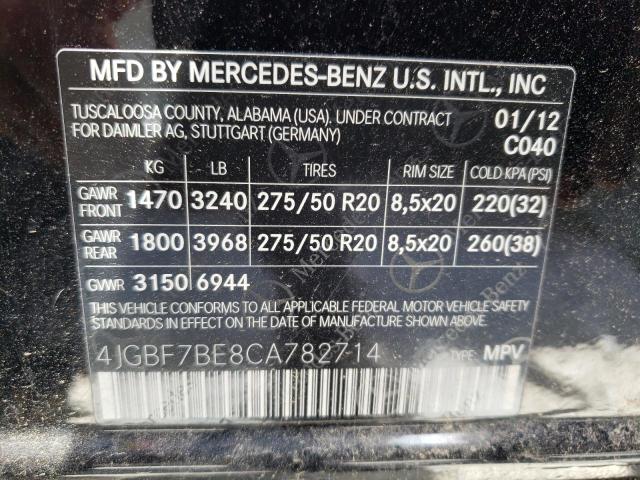 MFD BY MERCEDES-BENZ U.S. INTL., INC
TUSCALOOSA COUNTY, ALABAMA (USA). UNDER CONTRACT 01/12
FOR DAIMLER AG, STUTTGART (GERMANY) C040
KG LB TIRES RIM SIZE COLD KPA (PSI)
GAWR FRONT 1470 3240 275/50 R20 8,5x20 220(32)
GAWR REAR 1800 3968 275/50 R20 8,5x20 260(38)
GVWR 3150 6944
THIS VEHICLE CONFORMS TO ALL APPLICABLE FEDERAL MOTOR VEHICLE SAFETY
STANDARDS IN EFFECT ON THE DATE OF MANUFACTURE SHOWN ABOVE.
4JGBF7BE8CA782714 TYPE: MPV